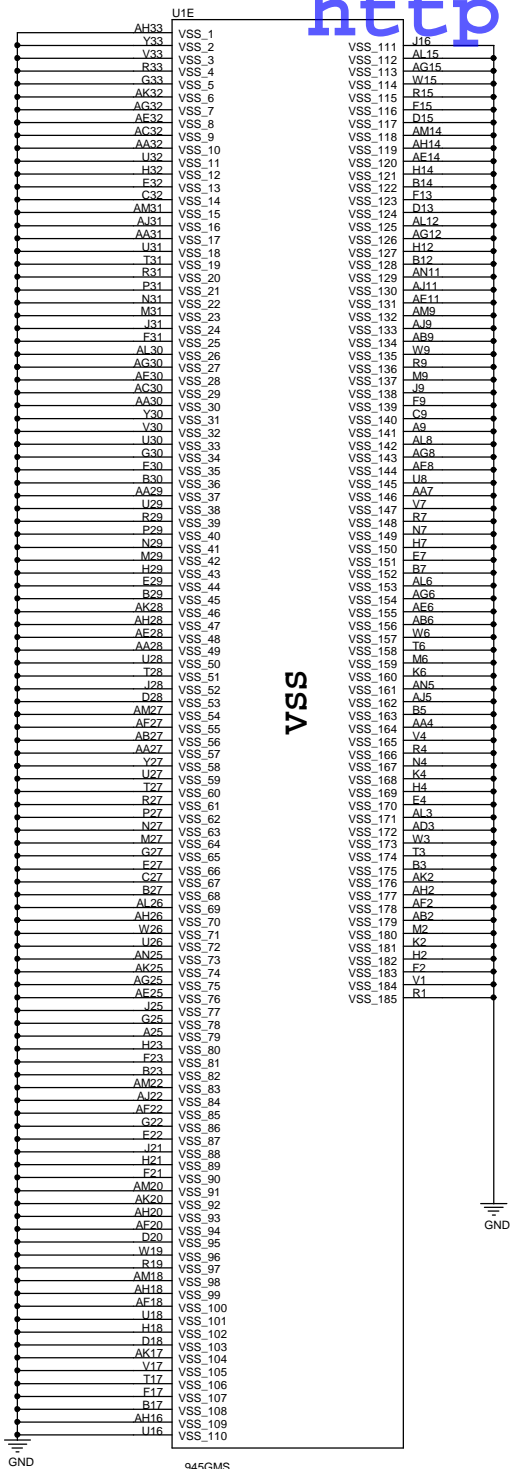 http
U1E
AH33 VSS_1
Y33 VSS_2
V33 VSS_3
R33 VSS_4
G33 VSS_5
AK32 VSS_6
AG32 VSS_7
AE32 VSS_8
AC32 VSS_9
AA32 VSS_10
U32 VSS_11
H32 VSS_12
E32 VSS_13
C32 VSS_14
AM31 VSS_15
AJ31 VSS_16
AA31 VSS_17
U31 VSS_18
T31 VSS_19
R31 VSS_20
P31 VSS_21
N31 VSS_22
M31 VSS_23
J31 VSS_24
F31 VSS_25
AL30 VSS_26
AG30 VSS_27
AE30 VSS_28
AC30 VSS_29
AA30 VSS_30
Y30 VSS_31
V30 VSS_32
U30 VSS_33
G30 VSS_34
E30 VSS_35
B30 VSS_36
AA29 VSS_37
U29 VSS_38
R29 VSS_39
P29 VSS_40
N29 VSS_41
M29 VSS_42
H29 VSS_43
E29 VSS_44
B29 VSS_45
AK28 VSS_46
AH28 VSS_47
AE28 VSS_48
AA28 VSS_49
U28 VSS_50
T28 VSS_51
J28 VSS_52
D28 VSS_53
AM27 VSS_54
AF27 VSS_55
AB27 VSS_56
AA27 VSS_57
Y27 VSS_58
U27 VSS_59
T27 VSS_60
R27 VSS_61
P27 VSS_62
N27 VSS_63
M27 VSS_64
G27 VSS_65
E27 VSS_66
C27 VSS_67
B27 VSS_68
AL26 VSS_69
AH26 VSS_70
W26 VSS_71
U26 VSS_72
AN25 VSS_73
AK25 VSS_74
AG25 VSS_75
AE25 VSS_76
J25 VSS_77
G25 VSS_78
A25 VSS_79
H23 VSS_80
F23 VSS_81
B23 VSS_82
AM22 VSS_83
AJ22 VSS_84
AF22 VSS_85
G22 VSS_86
E22 VSS_87
J21 VSS_88
H21 VSS_89
F21 VSS_90
AM20 VSS_91
AK20 VSS_92
AH20 VSS_93
AF20 VSS_94
D20 VSS_95
W19 VSS_96
R19 VSS_97
AM18 VSS_98
AH18 VSS_99
AF18 VSS_100
U18 VSS_101
H18 VSS_102
D18 VSS_103
AK17 VSS_104
V17 VSS_105
T17 VSS_106
F17 VSS_107
B17 VSS_108
AH16 VSS_109
U16 VSS_110
GND
VSS
VSS_111 J16
VSS_112 AL15
VSS_113 AG15
VSS_114 W15
VSS_115 R15
VSS_116 F15
VSS_117 D15
VSS_118 AM14
VSS_119 AH14
VSS_120 AE14
VSS_121 H14
VSS_122 B14
VSS_123 F13
VSS_124 D13
VSS_125 AL12
VSS_126 AG12
VSS_127 H12
VSS_128 B12
VSS_129 AN11
VSS_130 AJ11
VSS_131 AE11
VSS_132 AM9
VSS_133 AJ9
VSS_134 AB9
VSS_135 W9
VSS_136 R9
VSS_137 M9
VSS_138 J9
VSS_139 F9
VSS_140 C9
VSS_141 A9
VSS_142 AL8
VSS_143 AG8
VSS_144 AE8
VSS_145 U8
VSS_146 AA7
VSS_147 V7
VSS_148 R7
VSS_149 N7
VSS_150 H7
VSS_151 E7
VSS_152 B7
VSS_153 AL6
VSS_154 AG6
VSS_155 AE6
VSS_156 AB6
VSS_157 W6
VSS_158 T6
VSS_159 M6
VSS_160 K6
VSS_161 AN5
VSS_162 AJ5
VSS_163 B5
VSS_164 AA4
VSS_165 V4
VSS_166 R4
VSS_167 N4
VSS_168 K4
VSS_169 H4
VSS_170 E4
VSS_171 AL3
VSS_172 AD3
VSS_173 W3
VSS_174 T3
VSS_175 B3
VSS_176 AK2
VSS_177 AH2
VSS_178 AF2
VSS_179 AB2
VSS_180 M2
VSS_181 K2
VSS_182 H2
VSS_183 F2
VSS_184 V1
VSS_185 R1
GND
945GMS